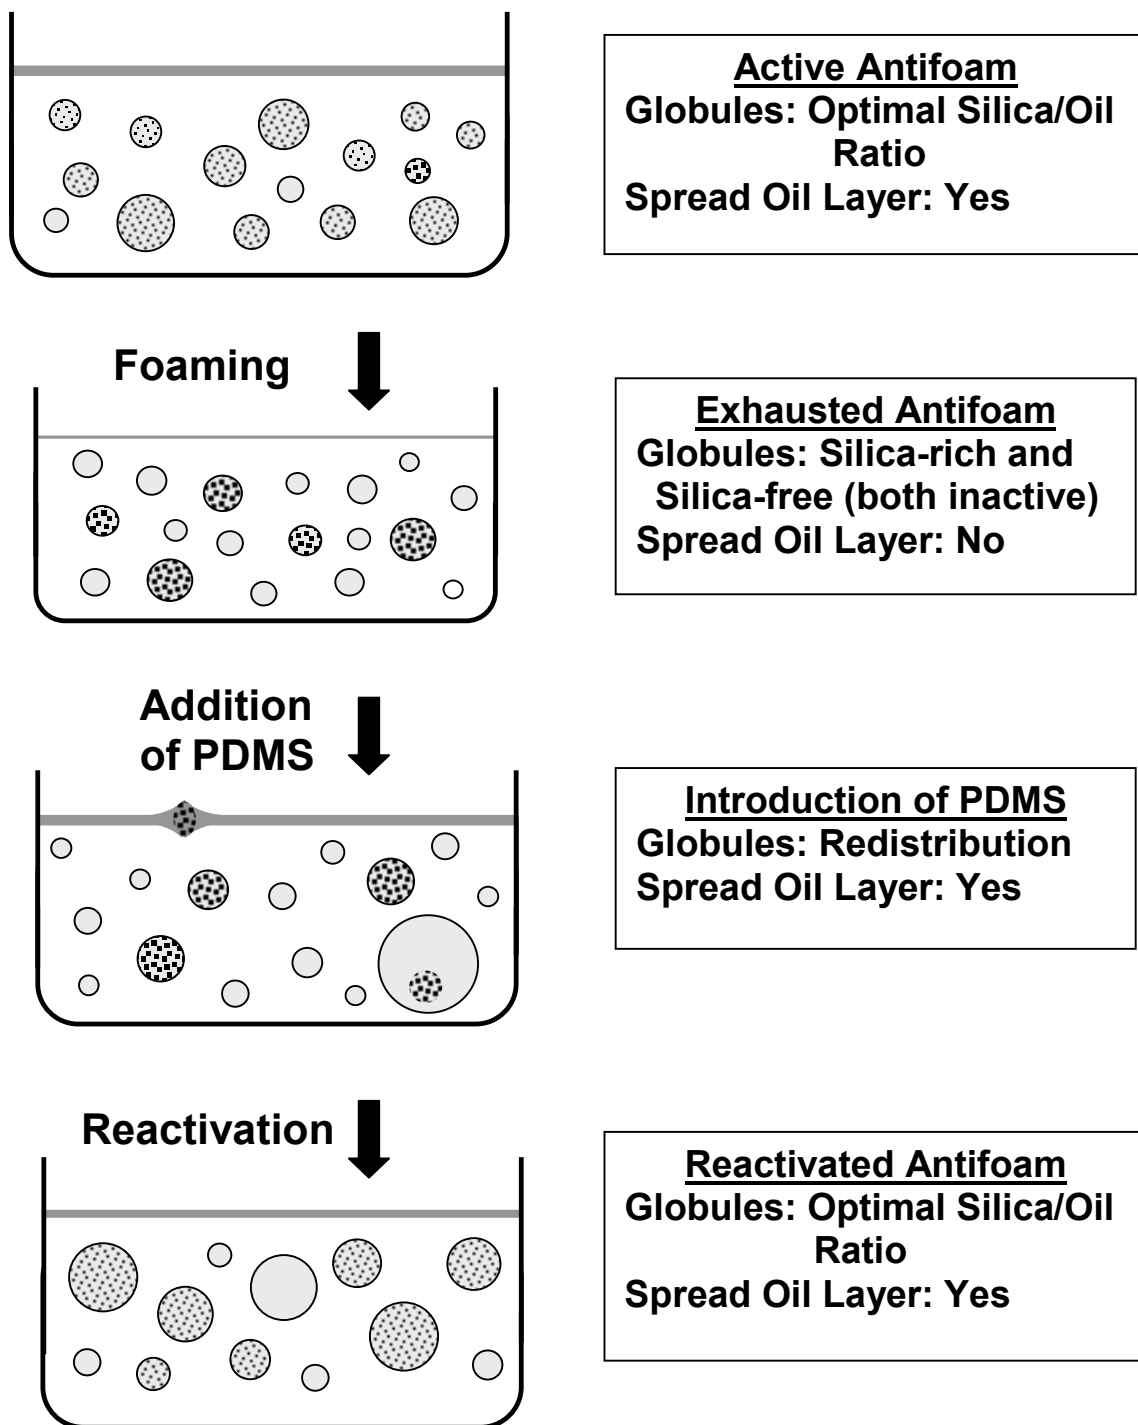 Active Antifoam
Globules: Optimal Silica/Oil
Ratio
Spread Oil Layer: Yes
Foaming
Exhausted Antifoam
Globules: Silica-rich and
Silica-free (both inactive)
Spread Oil Layer: No
Addition
of PDMS
Introduction of PDMS
Globules: Redistribution
Spread Oil Layer: Yes
Reactivation
Reactivated Antifoam
Globules: Optimal Silica/Oil
Ratio
Spread Oil Layer: Yes